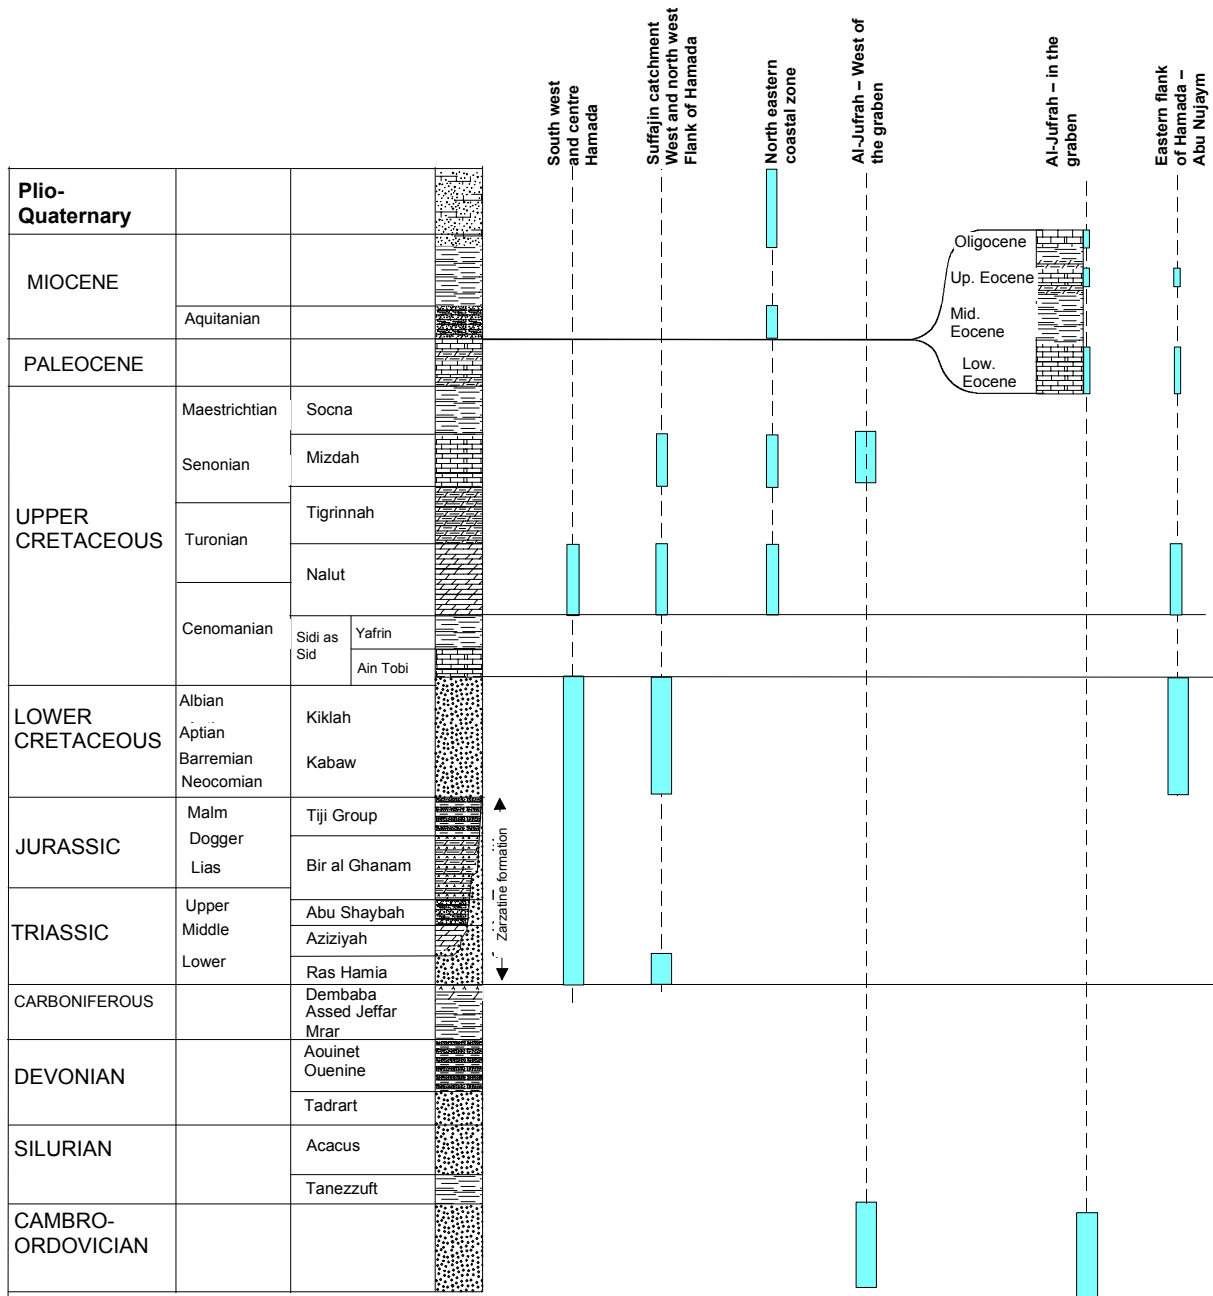 South west
and centre
Hamada
Suffajin catchment
West and north west
Flank of Hamada
North eastern
coastal zone
Al-Jufrah – West of
the graben
Al-Jufrah – in the
graben
Eastern flank
of Hamada –
Abu Nujaym
Plio-
Quaternary
MIOCENE
Aquitanian
PALEOCENE
Oligocene
Up. Eocene
Mid.
Eocene
Low.
Eocene
UPPER
CRETACEOUS
Maestrichtian
Senonian
Turonian
Cenomanian
Socna
Mizdah
Tigrinnah
Nalut
Sidi as
Sid
Yafrin
Ain Tobi
LOWER
CRETACEOUS
Albian
Aptian
Barremian
Neocomian
Kiklah
Kabaw
JURASSIC
Malm
Dogger
Lias
Tiji Group
Bir al Ghanam
TRIASSIC
Upper
Middle
Lower
Abu Shaybah
Aziziyah
Ras Hamia
Zarzatine formation
CARBONIFEROUS
Dembaba
Assed Jeffar
Mrar
DEVONIAN
Aouinet
Ouenine
Tadrart
SILURIAN
Acacus
Tanezzuft
CAMBRO-
ORDOVICIAN